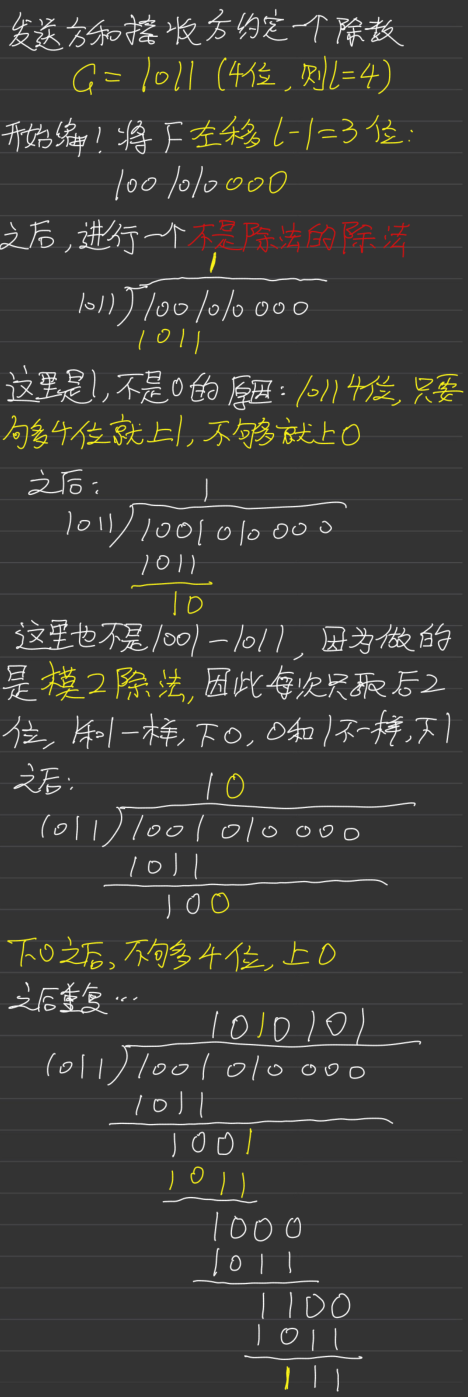 发送方和接收方约定一个除数
G = 1011 (4位, 则l=4)
开始编! 将F左移l-1=3位:
1001010000
之后, 进行一个不是除法的除法
1
1011 1001010000
1011
这里是1, 不是0的原因: 1011 4位, 只要
句多4位就上1, 不够就上0
之后:
1
1011 1001010000
1011
10
这里也不是1001-1011, 因为做的
是模2除法, 因此每次只取后2
位, 1和1一样, 下0, 0和1不一样, 下1
之后:
10
1011 1001010000
1011
100
下0之后, 不句多4位, 上0
之后重复…
1010101
1011 1001010000
1011
1001
1011
1000
1011
1100
1011
111